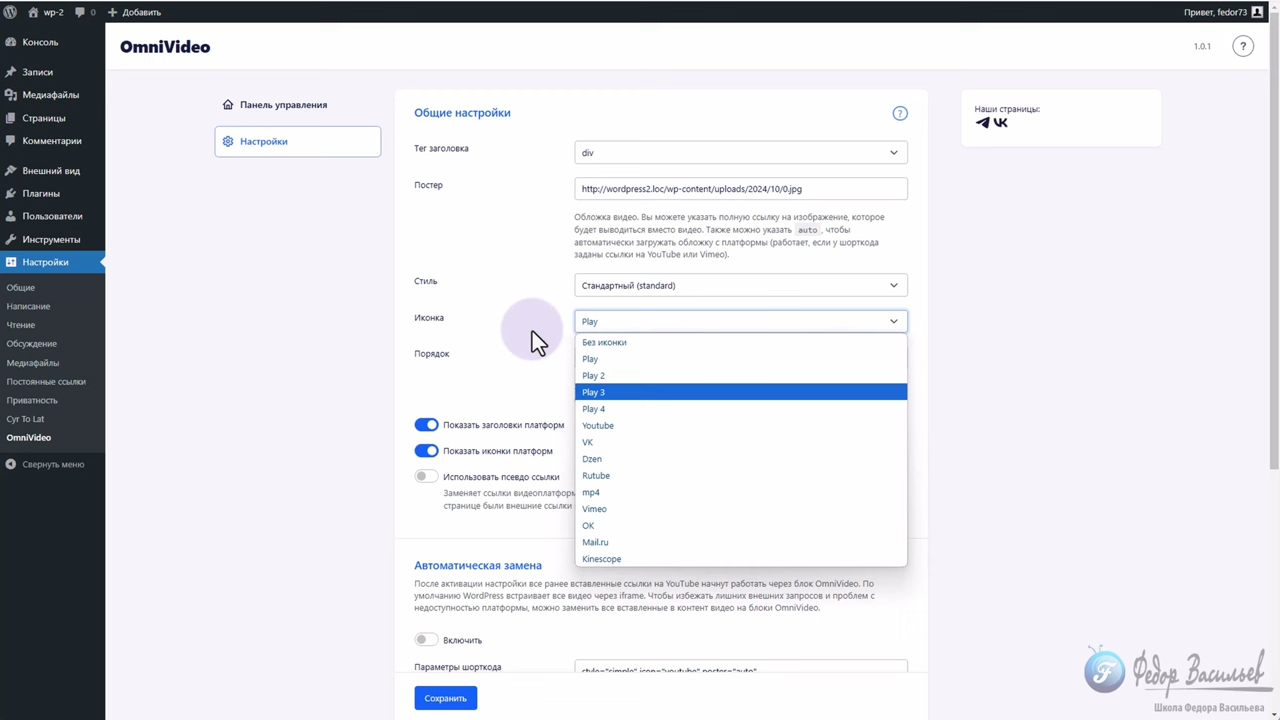 wp-2
0
Добавить
Привет, fedor73
Консоль
Записи
Медиафайлы
Страницы
Комментарии
Внешний вид
Плагины
Пользователи
Инструменты
Настройки
Общие
Написание
Чтение
Обсуждение
Медиафайлы
Постоянные ссылки
Приватность
Cyr To Lat
OmniVideo
Свернуть меню
OmniVideo
1.0.1
?
Панель управления
Настройки
Общие настройки
?
Тег заголовка
div
Постер
http://wordpress2.loc/wp-content/uploads/2024/10/0.jpg
Обложка видео. Вы можете указать полную ссылку на изображение, которое
будет выводиться вместо видео. Также можно указать auto, чтобы
автоматически загружать обложку с платформы (работает, если у шорткода
заданы ссылки на YouTube или Vimeo).
Стиль
Стандартный (standard)
Иконка
Play
Без иконки
Play
Play 2
Play 3
Play 4
Youtube
VK
Dzen
Rutube
mp4
Vimeo
OK
Mail.ru
Kinescope
Порядок
Показать заголовки платформ
Показать иконки платформ
Использовать псевдо ссылки
Заменяет ссылки видеоплатформ
странице были внешние ссылки
Автоматическая замена
После активации настройки все ранее вставленные ссылки на YouTube начнут работать через блок OmniVideo. По
умолчанию WordPress встраивает все видео через iframe. Чтобы избежать лишних внешних запросов и проблем с
недоступностью платформы, можно заменить все вставленные в контент видео на блоки OmniVideo.
Включить
Параметры шорткода
style="simple" icon="youtube" poster="auto"
Сохранить
Наши страницы:
Федор Васильев
Школа Федора Васильева